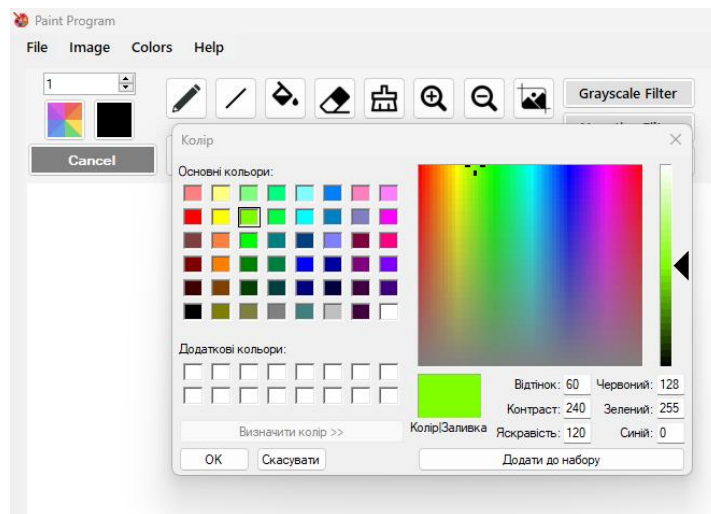 Paint Program
File Image Colors Help
1
Grayscale Filter
Cancel
Колір
Основні кольори:
Додаткові кольори:
Визначити колір >>
OK Скасувати
Колір|Заливка
Відтінок: 60 Червоний: 128
Контраст: 240 Зелений: 255
Яскравість: 120 Синій: 0
Додати до набору